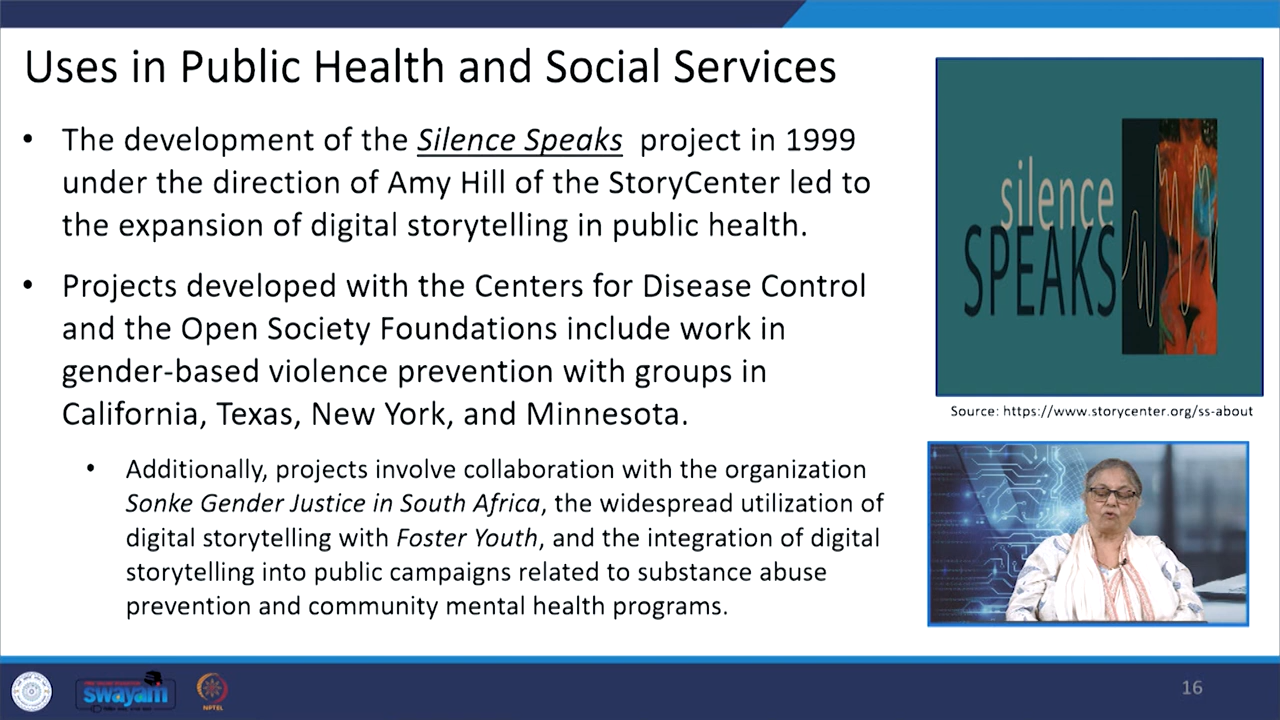 Uses in Public Health and Social Services
• The development of the Silence Speaks project in 1999
under the direction of Amy Hill of the StoryCenter led to
the expansion of digital storytelling in public health.
• Projects developed with the Centers for Disease Control
and the Open Society Foundations include work in
gender-based violence prevention with groups in
California, Texas, New York, and Minnesota.
• Additionally, projects involve collaboration with the organization
Sonke Gender Justice in South Africa, the widespread utilization of
digital storytelling with Foster Youth, and the integration of digital
storytelling into public campaigns related to substance abuse
prevention and community mental health programs.
silence
SPEAKS
Source: https://www.storycenter.org/ss-about
swayam
NPTEL
16